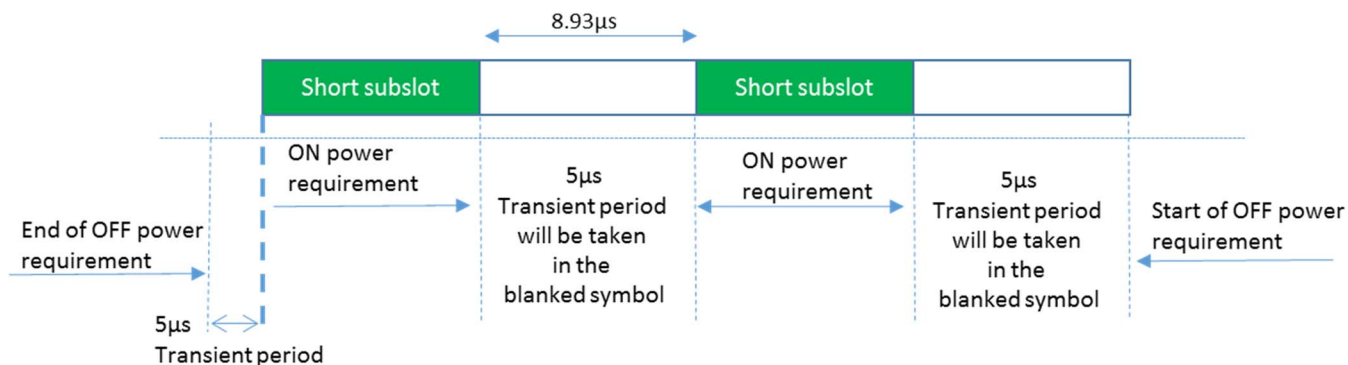 8.93µs
Short subslot
Short subslot
ON power
requirement
5µs
Transient period
will be taken
in the
blanked symbol
ON power
requirement
5µs
Transient period
will be taken
in the
blanked symbol
Start of OFF power
requirement
End of OFF power
requirement
5µs
Transient period